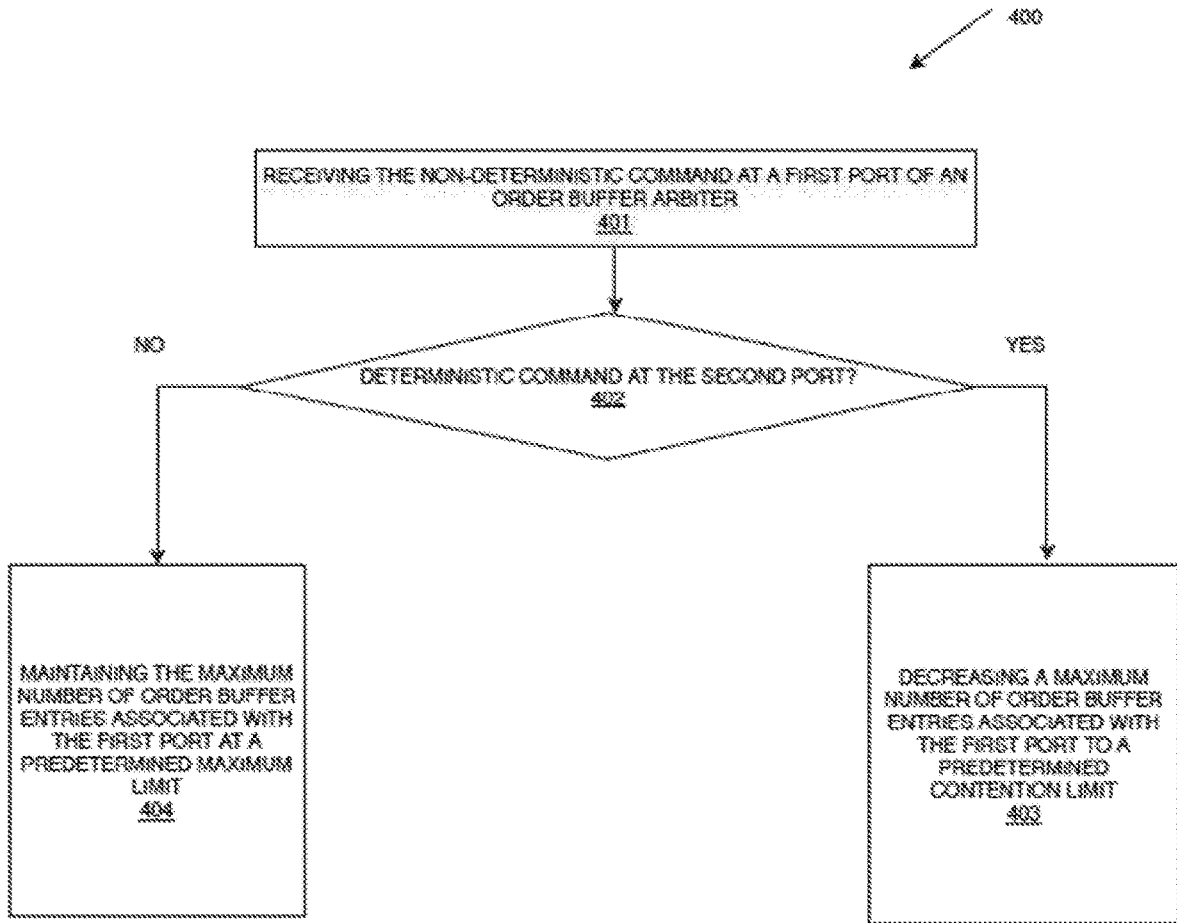 400
RECEIVING THE NON-DETERMINISTIC COMMAND AT A FIRST PORT OF AN
ORDER BUFFER ARBITER
401
NO
YES
DETERMINISTIC COMMAND AT THE SECOND PORT?
402
MAINTAINING THE MAXIMUM
NUMBER OF ORDER BUFFER
ENTRIES ASSOCIATED WITH
THE FIRST PORT AT A
PREDETERMINED MAXIMUM
LIMIT
404
DECREASING A MAXIMUM
NUMBER OF ORDER BUFFER
ENTRIES ASSOCIATED WITH
THE FIRST PORT TO A
PREDETERMINED
CONTENTION LIMIT
403